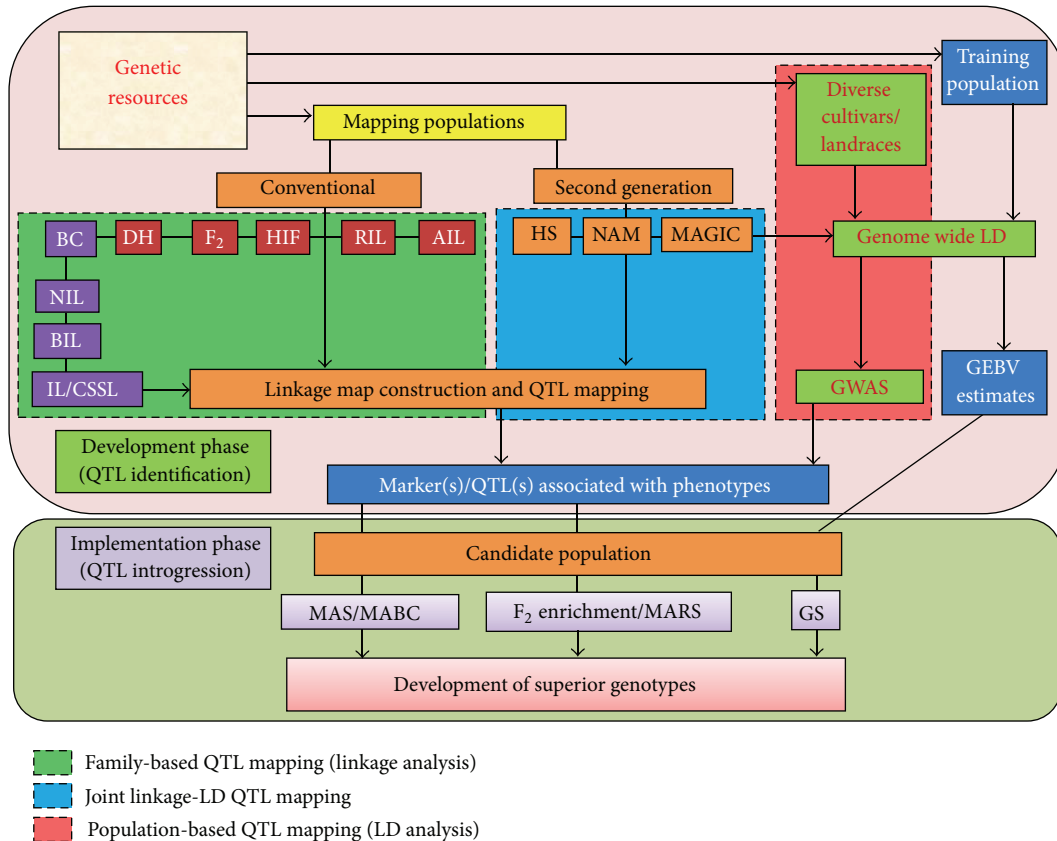 Genetic
resources
Training
population
Diverse
cultivars/
landraces
Mapping populations
Conventional
Second generation
BC
DH
F₂
HIF
RIL
AIL
HS
NAM
MAGIC
Genome wide LD
NIL
BIL
IL/CSSL
Linkage map construction and QTL mapping
GWAS
GEBV
estimates
Development phase
(QTL identification)
Marker(s)/QTL(s) associated with phenotypes
Implementation phase
(QTL introgression)
Candidate population
MAS/MABC
F₂ enrichment/MARS
GS
Development of superior genotypes
Family-based QTL mapping (linkage analysis)
Joint linkage-LD QTL mapping
Population-based QTL mapping (LD analysis)